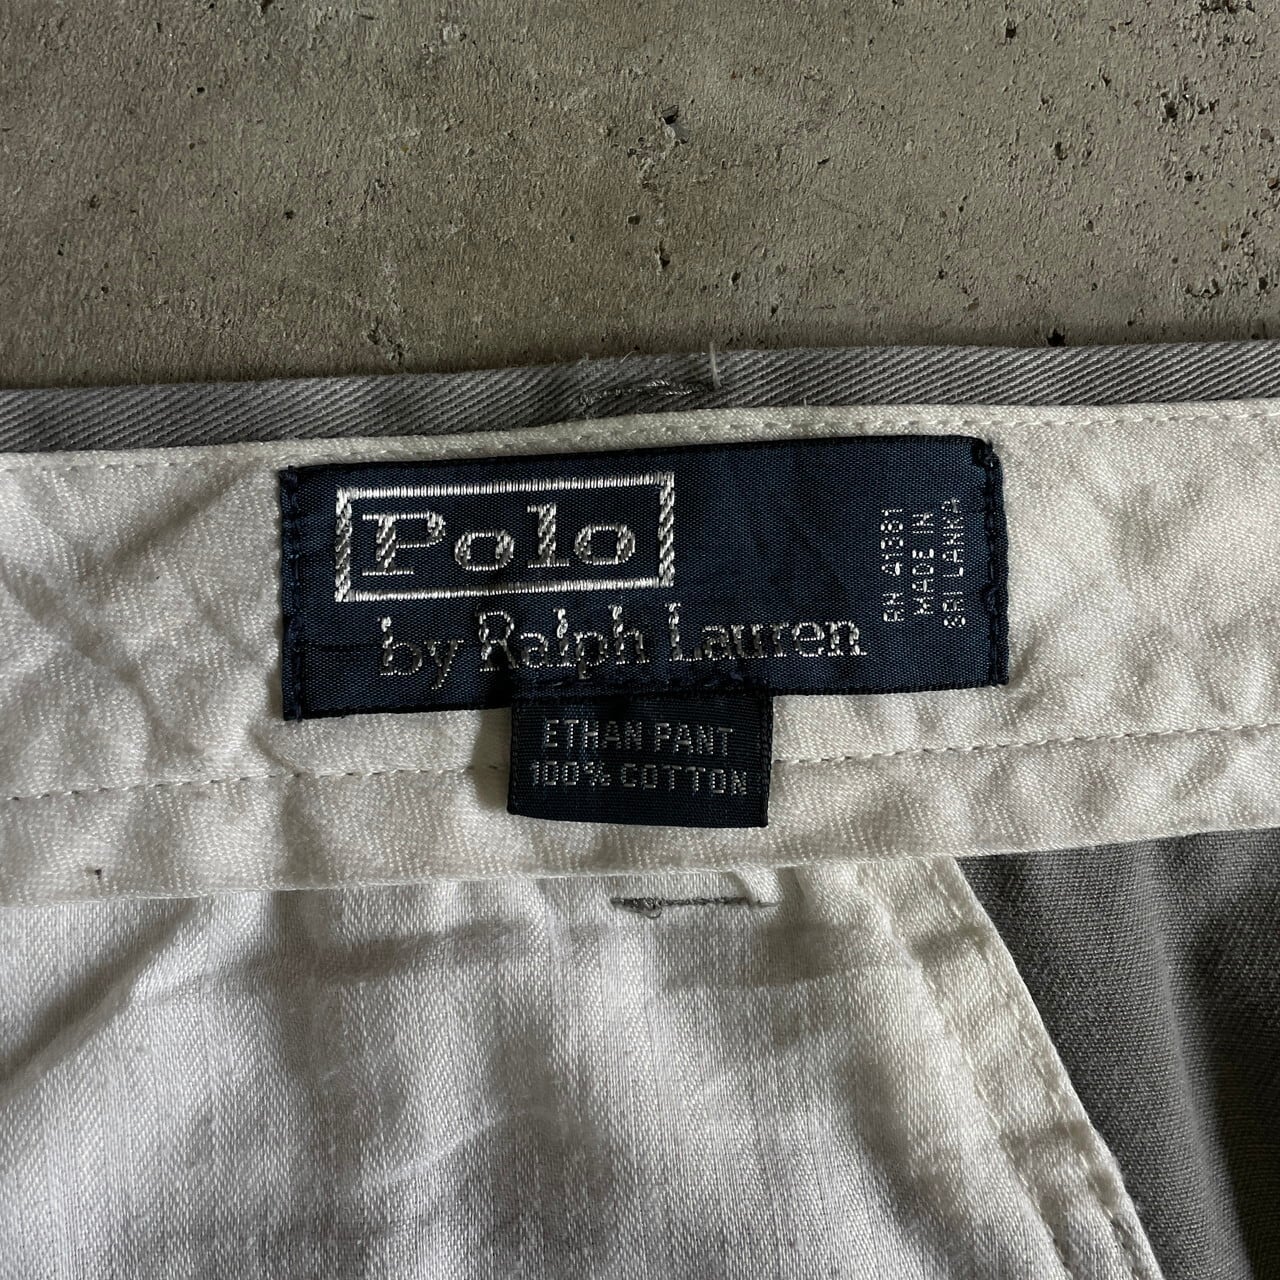 Polo
by Ralph Lauren
RN 41381
MADE IN
SRI LANKA
ETHAN PANT
100% COTTON